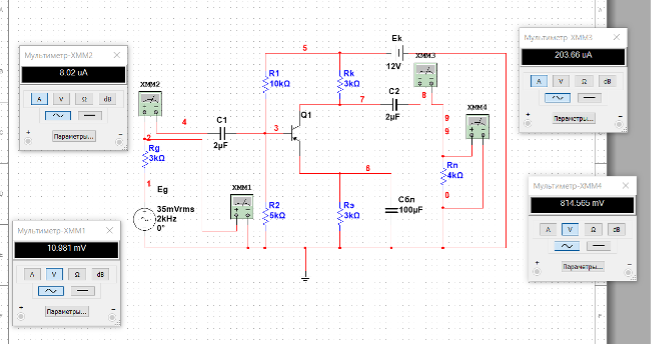 Мультиметр-XMM2
8.02 uA
A V Ω dB
Параметры...
XMM2
4
2
Rg
3kΩ
1
Eg
35mVrms
2kHz
0°
C1
2µF
3
XMM1
Мультиметр-XMM1
10.981 mV
A V Ω dB
Параметры...
5
R1
10kΩ
Rk
3kΩ
Ek
12V
7
Q1
C2
2µF
6
R2
5kΩ
Rэ
3kΩ
Cбл
100µF
XMM3
8
9
9
XMM4
Rn
4kΩ
0
Мультиметр-XMM3
203.66 uA
A V Ω dB
Параметры...
Мультиметр-XMM4
814.565 mV
A V Ω dB
Параметры...